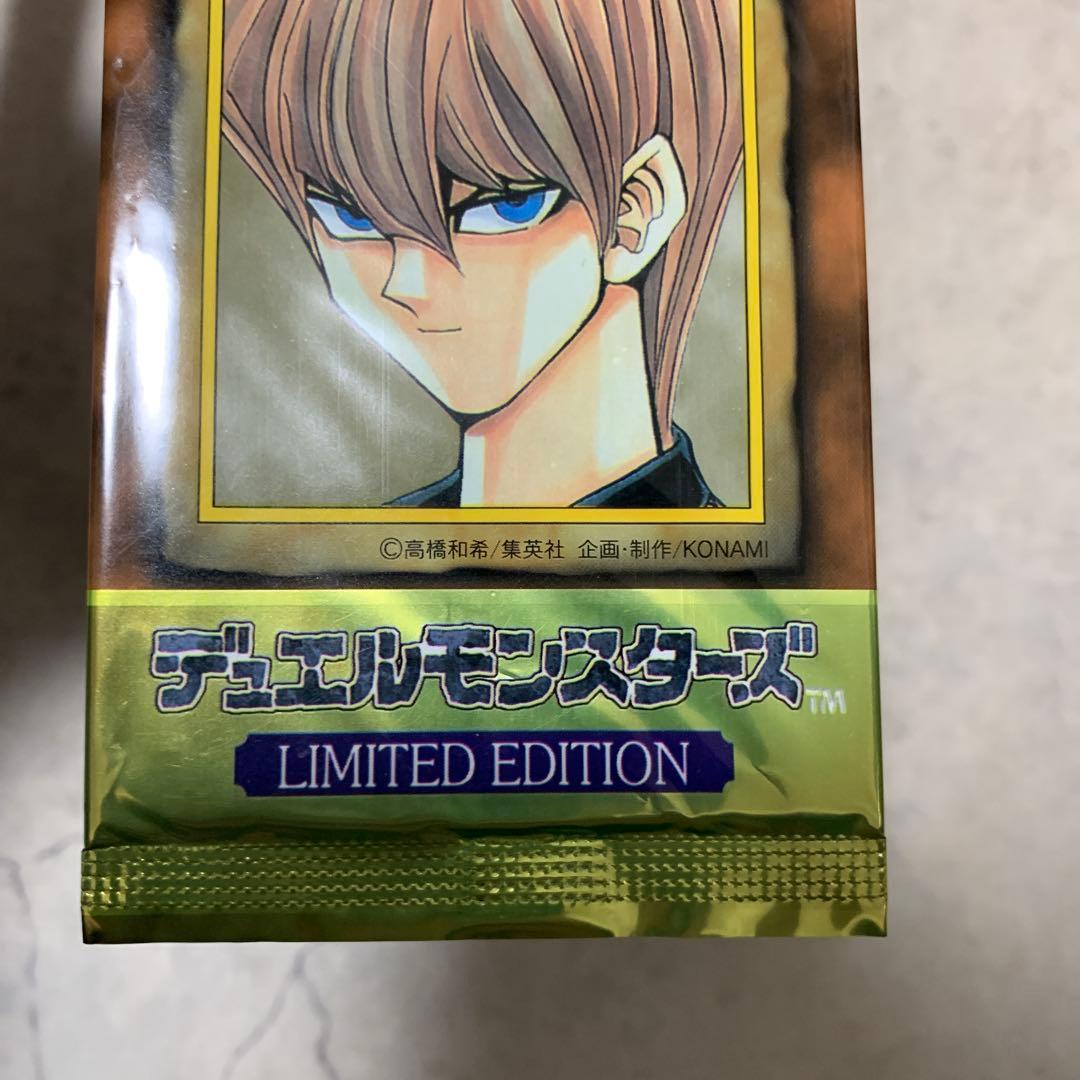 ©高橋和希/集英社 企画・制作/KONAMI
デュエルモンスターズ™
LIMITED EDITION